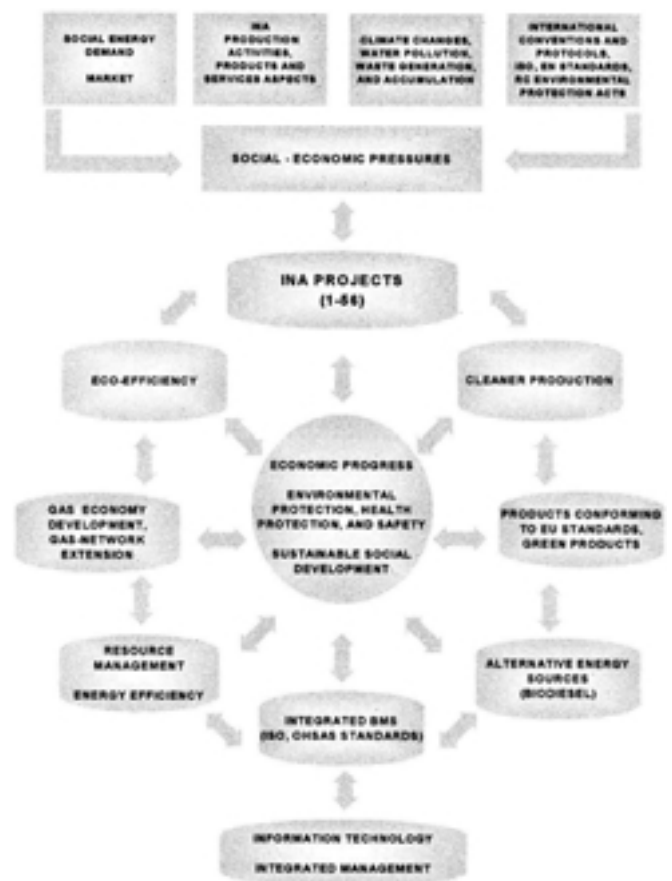 SOCIAL ENERGY
DEMAND
MARKET
INA
PRODUCTION
ACTIVITIES,
PRODUCTS AND
SERVICES ASPECTS
CLIMATE CHANGES,
WATER POLLUTION,
WASTE GENERATION,
AND ACCUMULATION
INTERNATIONAL
CONVENTIONS AND
PROTOCOLS,
ISO, EN STANDARDS,
RC ENVIRONMENTAL
PROTECTION ACTS
SOCIAL - ECONOMIC PRESSURES
INA PROJECTS
(1-56)
ECO-EFFICIENCY
CLEANER PRODUCTION
ECONOMIC PROGRESS
ENVIRONMENTAL
PROTECTION, HEALTH
PROTECTION, AND SAFETY
SUSTAINABLE SOCIAL
DEVELOPMENT
GAS ECONOMY
DEVELOPMENT,
GAS-NETWORK
EXTENSION
PRODUCTS CONFORMING
TO EU STANDARDS,
GREEN PRODUCTS
RESOURCE
MANAGEMENT
ENERGY EFFICIENCY
ALTERNATIVE ENERGY
SOURCES
(BIODIESEL)
INTEGRATED BMS
(ISO, OHSAS STANDARDS)
INFORMATION TECHNOLOGY
INTEGRATED MANAGEMENT